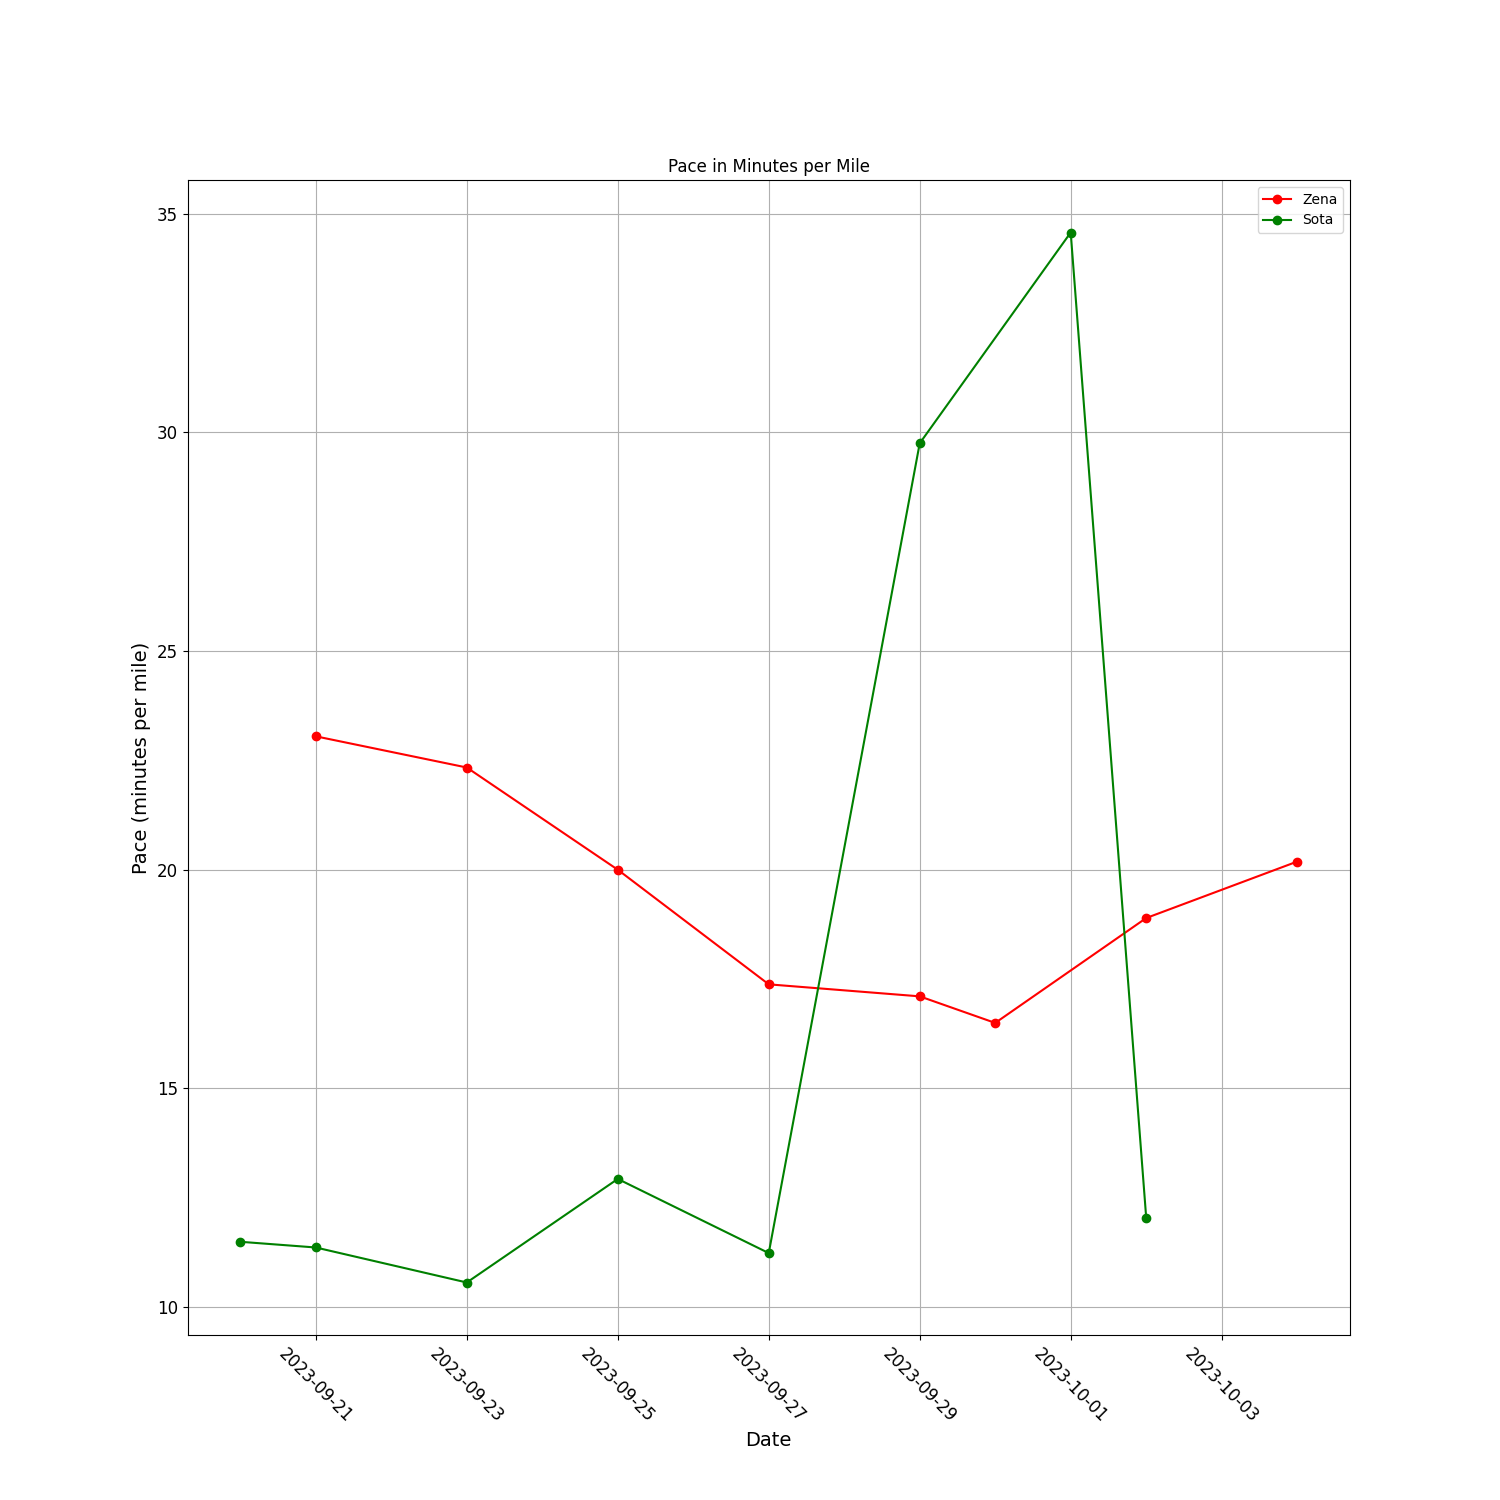 Pace in Minutes per Mile
Zena
Sota
35
30
25
20
15
10
Pace (minutes per mile)
2023-09-21
2023-09-23
2023-09-25
2023-09-27
2023-09-29
2023-10-01
2023-10-03
Date